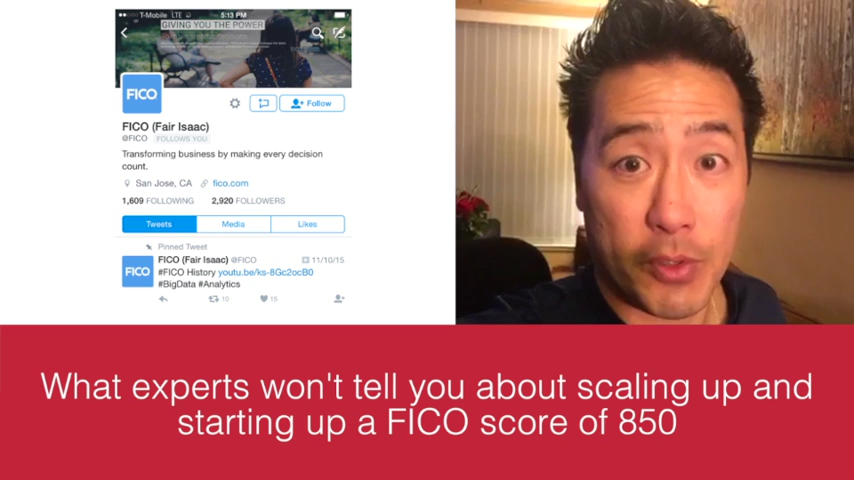 T-Mobile LTE 5:13 PM
GIVING YOU THE POWER
FICO
Follow
FICO (Fair Isaac)
@FICO FOLLOWS YOU
Transforming business by making every decision
count.
San Jose, CA fico.com
1,609 FOLLOWING 2,920 FOLLOWERS
Tweets Media Likes
Pinned Tweet
FICO FICO (Fair Isaac) @FICO 11/10/15
#FICO History youtu.be/ks-8Gc2ocB0
#BigData #Analytics
10 15
What experts won't tell you about scaling up and
starting up a FICO score of 850